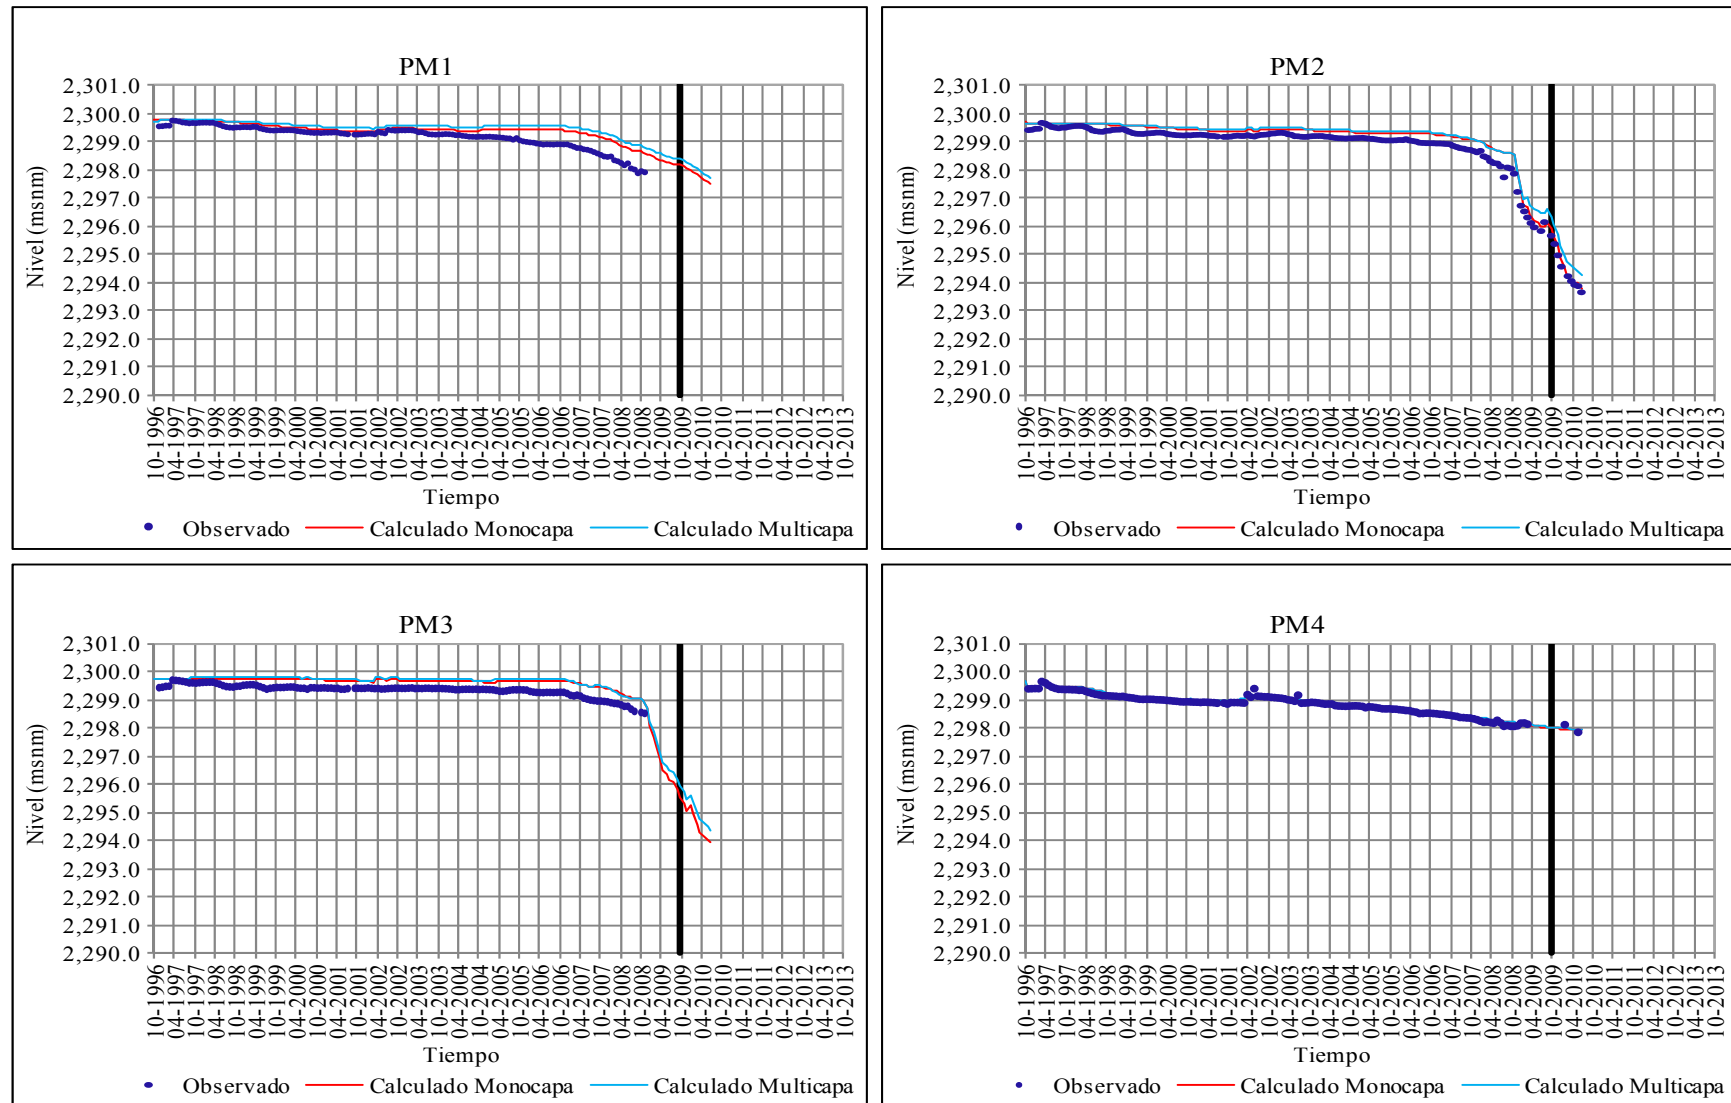 PM1
Nivel (msnm)
2,301.0
2,300.0
2,299.0
2,298.0
2,297.0
2,296.0
2,295.0
2,294.0
2,293.0
2,292.0
2,291.0
2,290.0
10-1996 04-1997 10-1997 04-1998 10-1998 04-1999 10-1999 04-2000 10-2000 04-2001 10-2001 04-2002 10-2002 04-2003 10-2003 04-2004 10-2004 04-2005 10-2005 04-2006 10-2006 04-2007 10-2007 04-2008 10-2008 04-2009 10-2009 04-2010 10-2010 04-2011 10-2011 04-2012 10-2012 04-2013 10-2013
Tiempo
Observado Calculado Monocapa Calculado Multicapa
PM2
Nivel (msnm)
2,301.0
2,300.0
2,299.0
2,298.0
2,297.0
2,296.0
2,295.0
2,294.0
2,293.0
2,292.0
2,291.0
2,290.0
10-1996 04-1997 10-1997 04-1998 10-1998 04-1999 10-1999 04-2000 10-2000 04-2001 10-2001 04-2002 10-2002 04-2003 10-2003 04-2004 10-2004 04-2005 10-2005 04-2006 10-2006 04-2007 10-2007 04-2008 10-2008 04-2009 10-2009 04-2010 10-2010 04-2011 10-2011 04-2012 10-2012 04-2013 10-2013
Tiempo
Observado Calculado Monocapa Calculado Multicapa
PM3
Nivel (msnm)
2,301.0
2,300.0
2,299.0
2,298.0
2,297.0
2,296.0
2,295.0
2,294.0
2,293.0
2,292.0
2,291.0
2,290.0
10-1996 04-1997 10-1997 04-1998 10-1998 04-1999 10-1999 04-2000 10-2000 04-2001 10-2001 04-2002 10-2002 04-2003 10-2003 04-2004 10-2004 04-2005 10-2005 04-2006 10-2006 04-2007 10-2007 04-2008 10-2008 04-2009 10-2009 04-2010 10-2010 04-2011 10-2011 04-2012 10-2012 04-2013 10-2013
Tiempo
Observado Calculado Monocapa Calculado Multicapa
PM4
Nivel (msnm)
2,301.0
2,300.0
2,299.0
2,298.0
2,297.0
2,296.0
2,295.0
2,294.0
2,293.0
2,292.0
2,291.0
2,290.0
10-1996 04-1997 10-1997 04-1998 10-1998 04-1999 10-1999 04-2000 10-2000 04-2001 10-2001 04-2002 10-2002 04-2003 10-2003 04-2004 10-2004 04-2005 10-2005 04-2006 10-2006 04-2007 10-2007 04-2008 10-2008 04-2009 10-2009 04-2010 10-2010 04-2011 10-2011 04-2012 10-2012 04-2013 10-2013
Tiempo
Observado Calculado Monocapa Calculado Multicapa